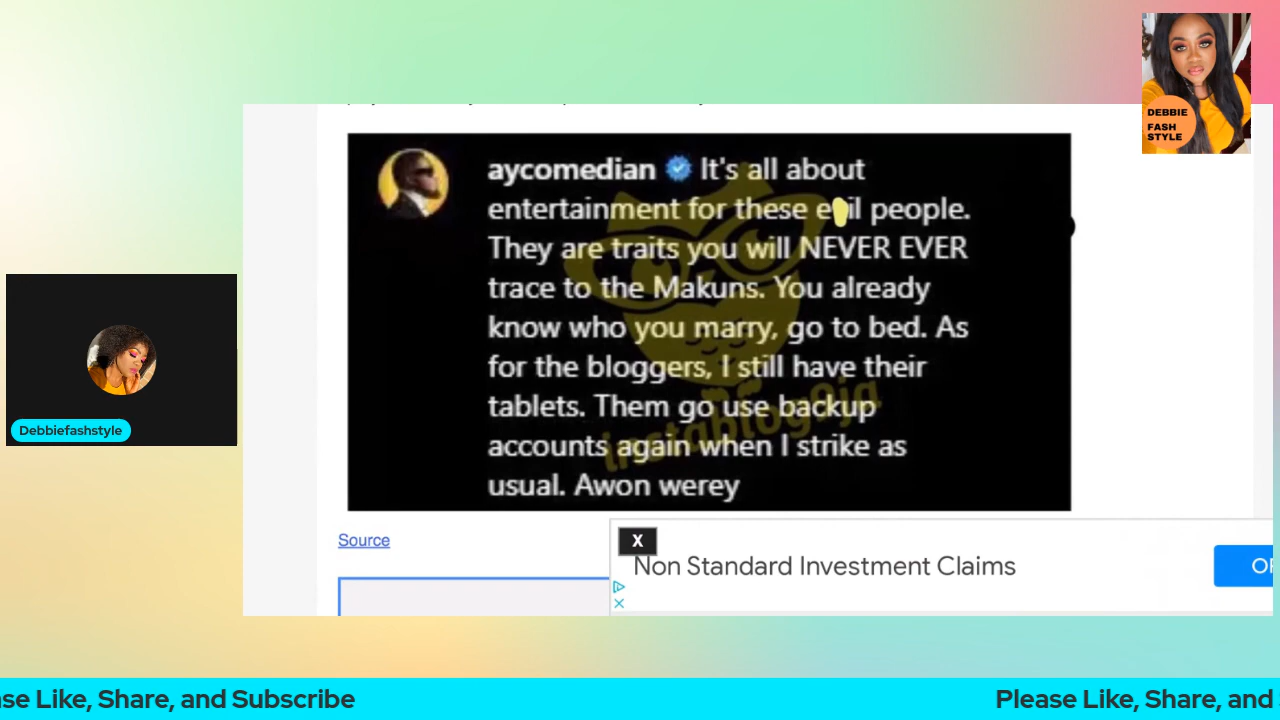 DEBBIE
FASH
STYLE
aycomedian It's all about
entertainment for these evil people.
They are traits you will NEVER EVER
trace to the Makuns. You already
know who you marry, go to bed. As
for the bloggers, I still have their
tablets. Them go use backup
accounts again when I strike as
usual. Awon werey
instablog9ja
Debbiefashstyle
Source
X
Non Standard Investment Claims
se Like, Share, and Subscribe
Please Like, Share, and